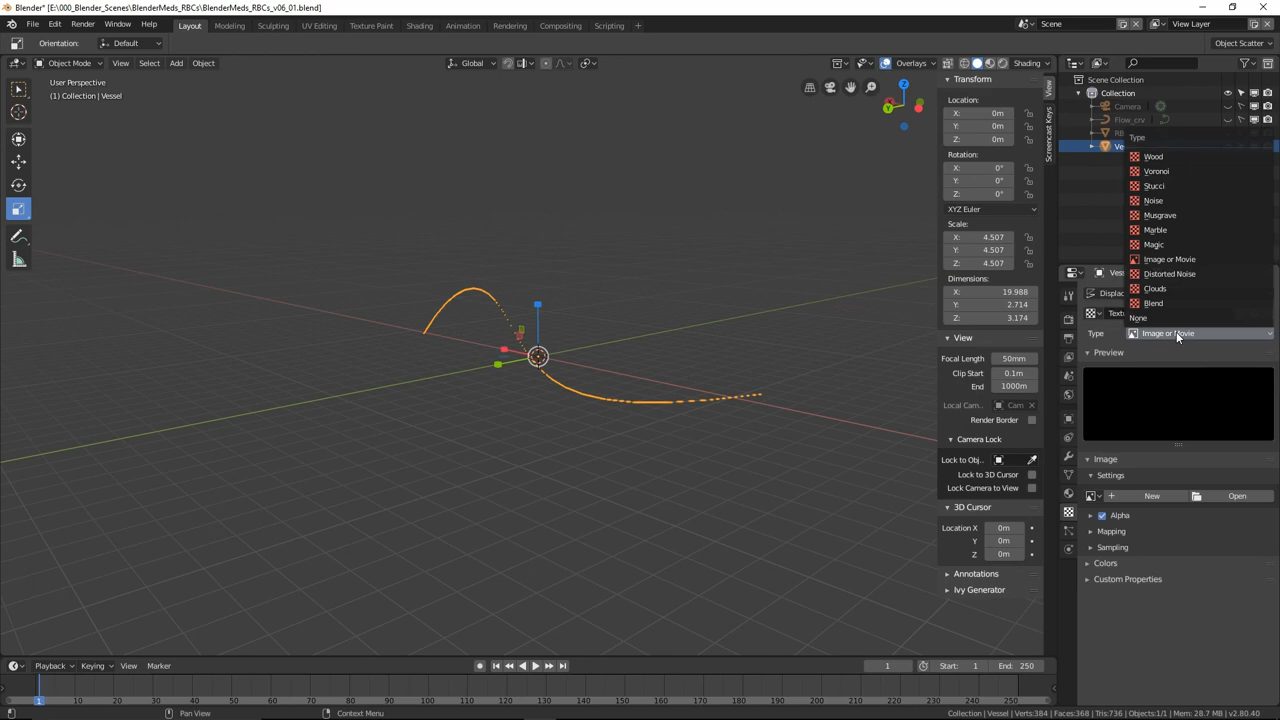 Blender* [E:\000_Blender_Scenes\BlenderMeds_RBCs\BlenderMeds_RBCs_v06_01.blend]
File Edit Render Window Help Layout Modeling Sculpting UV Editing Texture Paint Shading Animation Rendering Compositing Scripting + Scene View Layer
Orientation: Default Object Scatter
Object Mode View Select Add Object Global Overlays Shading
User Perspective
(1) Collection | Vessel
Z
Y
Transform
Location:
X: 0m
Y: 0m
Z: 0m
Rotation:
X: 0°
Y: 0°
Z: 0°
XYZ Euler
Scale:
X: 4.507
Y: 4.507
Z: 4.507
Dimensions:
X: 19.988
Y: 2.714
Z: 3.174
View
Focal Length 50mm
Clip Start 0.1m
End 1000m
Local Cam.. Cam
Render Border
Camera Lock
Lock to Obj..
Lock to 3D Cursor
Lock Camera to View
3D Cursor
Location X 0m
Y 0m
Z 0m
Annotations
Ivy Generator
View
Screencast Keys
Scene Collection
Collection
Camera
Flow_crv
RB
Ves
Type
Wood
Voronoi
Stucci
Noise
Musgrave
Marble
Magic
Image or Movie
Distorted Noise
Clouds
Blend
None
Ves
Displac
Text
Type Image or Movie
Preview
Image
Settings
New Open
Alpha
Mapping
Sampling
Colors
Custom Properties
Playback Keying View Marker 1 Start: 1 End: 250
1 10 20 30 40 50 60 70 80 90 100 110 120 130 140 150 160 170 180 190 200 210 220 230 240 250
Pan View Context Menu Collection | Vessel | Verts:384 | Faces:368 | Tris:736 | Objects:1/1 | Mem: 28.7 MB | v2.80.40